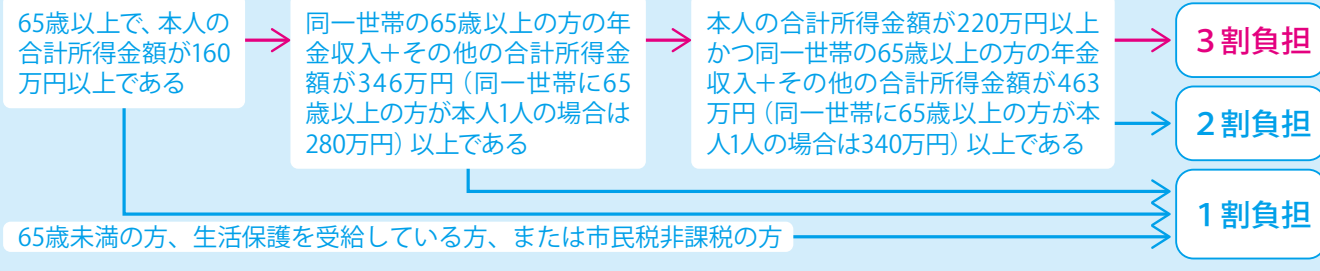 65歳以上で、本人の
合計所得金額が160
万円以上である
同一世帯の65歳以上の方の年
金収入＋その他の合計所得金
額が346万円（同一世帯に65
歳以上の方が本人1人の場合は
280万円）以上である
本人の合計所得金額が220万円以上
かつ同一世帯の65歳以上の方の年金
収入＋その他の合計所得金額が463
万円（同一世帯に65歳以上の方が本
人1人の場合は340万円）以上である
3割負担
2割負担
1割負担
65歳未満の方、生活保護を受給している方、または市民税非課税の方